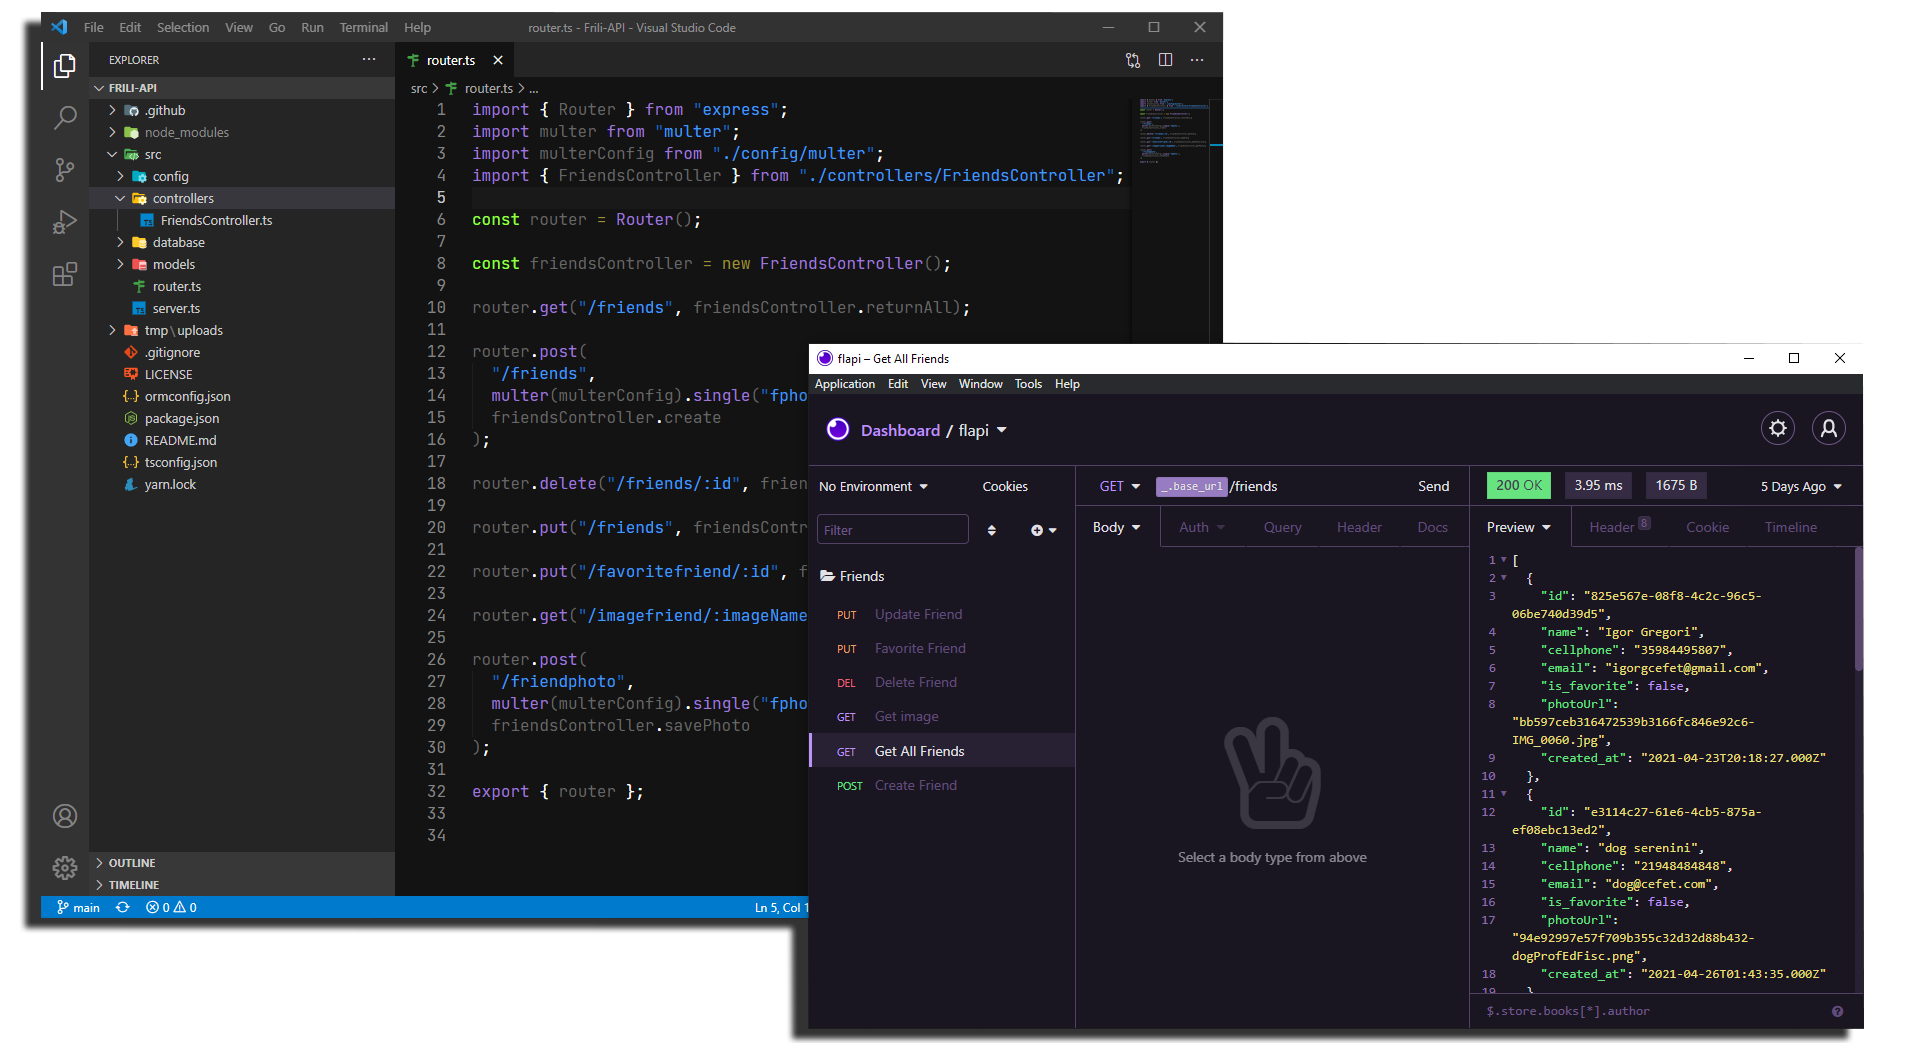 File Edit Selection View Go Run Terminal Help
router.ts - Frili-API - Visual Studio Code
EXPLORER
FRILI-API
.github
node_modules
src
config
controllers
FriendsController.ts
database
models
router.ts
server.ts
tmp\uploads
.gitignore
LICENSE
ormconfig.json
package.json
README.md
tsconfig.json
yarn.lock
OUTLINE
TIMELINE
main
0 0
Ln 5, Col 1
router.ts
src > router.ts > ...
1 import { Router } from "express";
2 import multer from "multer";
3 import multerConfig from "./config/multer";
4 import { FriendsController } from "./controllers/FriendsController";
5
6 const router = Router();
7
8 const friendsController = new FriendsController();
9
10 router.get("/friends", friendsController.returnAll);
11
12 router.post(
13 "/friends",
14 multer(multerConfig).single("fpho
15 friendsController.create
16 );
17
18 router.delete("/friends/:id", frien
19
20 router.put("/friends", friendsContr
21
22 router.put("/favoritefriend/:id", f
23
24 router.get("/imagefriend/:imageName
25
26 router.post(
27 "/friendphoto",
28 multer(multerConfig).single("fpho
29 friendsController.savePhoto
30 );
31
32 export { router };
33
34
flapi – Get All Friends
Application Edit View Window Tools Help
Dashboard / flapi
No Environment Cookies
Filter
Friends
PUT Update Friend
PUT Favorite Friend
DEL Delete Friend
GET Get image
GET Get All Friends
POST Create Friend
GET _.base_url /friends Send
Body Auth Query Header Docs
Select a body type from above
200 OK 3.95 ms 1675 B 5 Days Ago
Preview Header 8 Cookie Timeline
1 [
2 {
3 "id": "825e567e-08f8-4c2c-96c5-
06be740d39d5",
4 "name": "Igor Gregori",
5 "cellphone": "35984495807",
6 "email": "igorgcefet@gmail.com",
7 "is_favorite": false,
8 "photoUrl":
"bb597ceb316472539b3166fc846e92c6-
IMG_0060.jpg",
9 "created_at": "2021-04-23T20:18:27.000Z"
10 },
11 {
12 "id": "e3114c27-61e6-4cb5-875a-
ef08ebc13ed2",
13 "name": "dog serenini",
14 "cellphone": "21948484848",
15 "email": "dog@cefet.com",
16 "is_favorite": false,
17 "photoUrl":
"94e92997e57f709b355c32d32d88b432-
dogProfEdFisc.png",
18 "created_at": "2021-04-26T01:43:35.000Z"
19 }
$.store.books[*].author